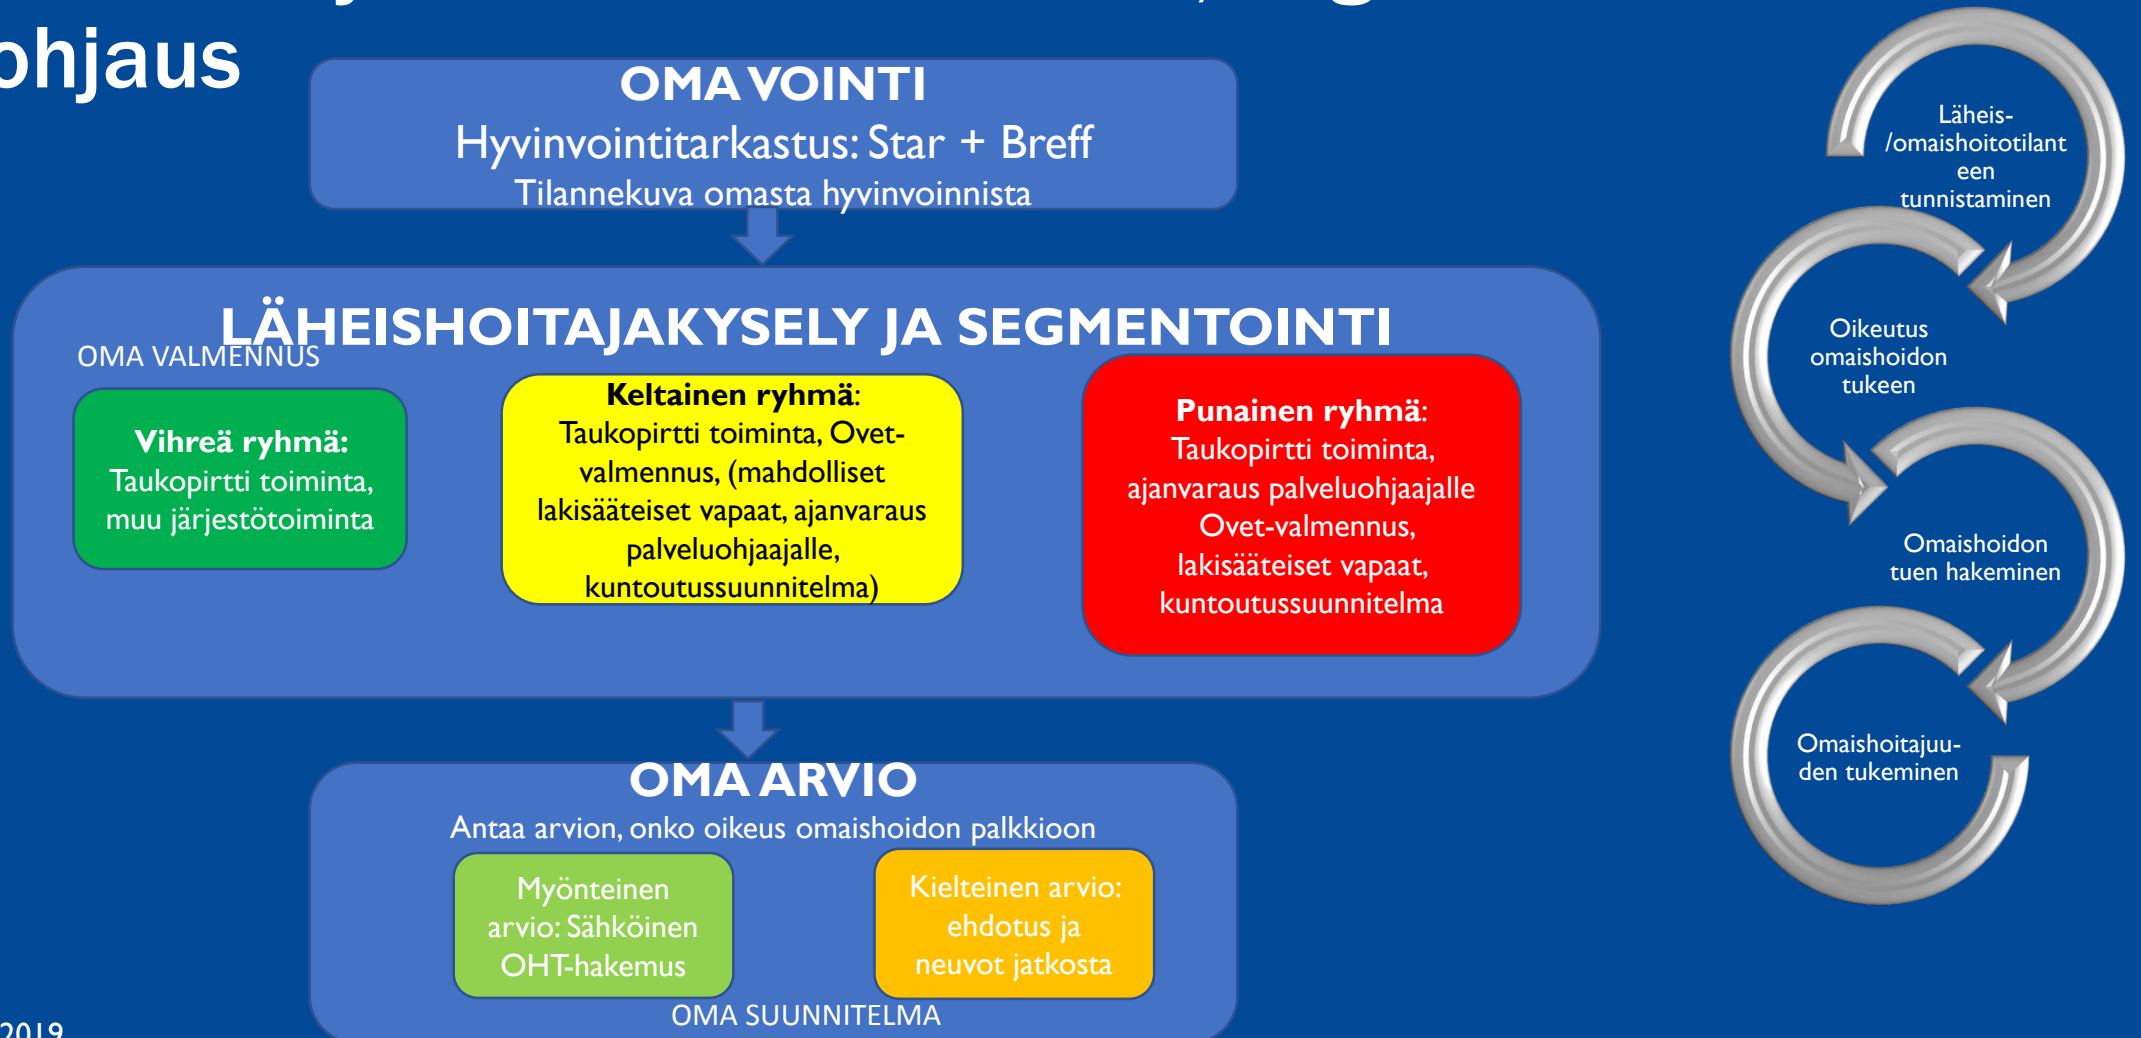 ohjaus
OMA VOINTI
Hyvinvointitarkastus: Star + Breff
Tilannekuva omasta hyvinvoinnista
LÄHEISHOITAJAKYSELY JA SEGMENTOINTI
OMA VALMENNUS
Vihreä ryhmä:
Taukopirtti toiminta,
muu järjestötoiminta
Keltainen ryhmä:
Taukopirtti toiminta, Ovet-
valmennus, (mahdolliset
lakisääteiset vapaat, ajanvaraus
palveluohjaajalle,
kuntoutussuunnitelma)
Punainen ryhmä:
Taukopirtti toiminta,
ajanvaraus palveluohjaajalle
Ovet-valmennus,
lakisääteiset vapaat,
kuntoutussuunnitelma
OMA ARVIO
Antaa arvion, onko oikeus omaishoidon palkkioon
Myönteinen
arvio: Sähköinen
OHT-hakemus
Kielteinen arvio:
ehdotus ja
neuvot jatkosta
OMA SUUNNITELMA
2019
Läheis-
/omaishoitotilant
een
tunnistaminen
Oikeutus
omaishoidon
tukeen
Omaishoidon
tuen hakeminen
Omaishoitajuu-
den tukeminen